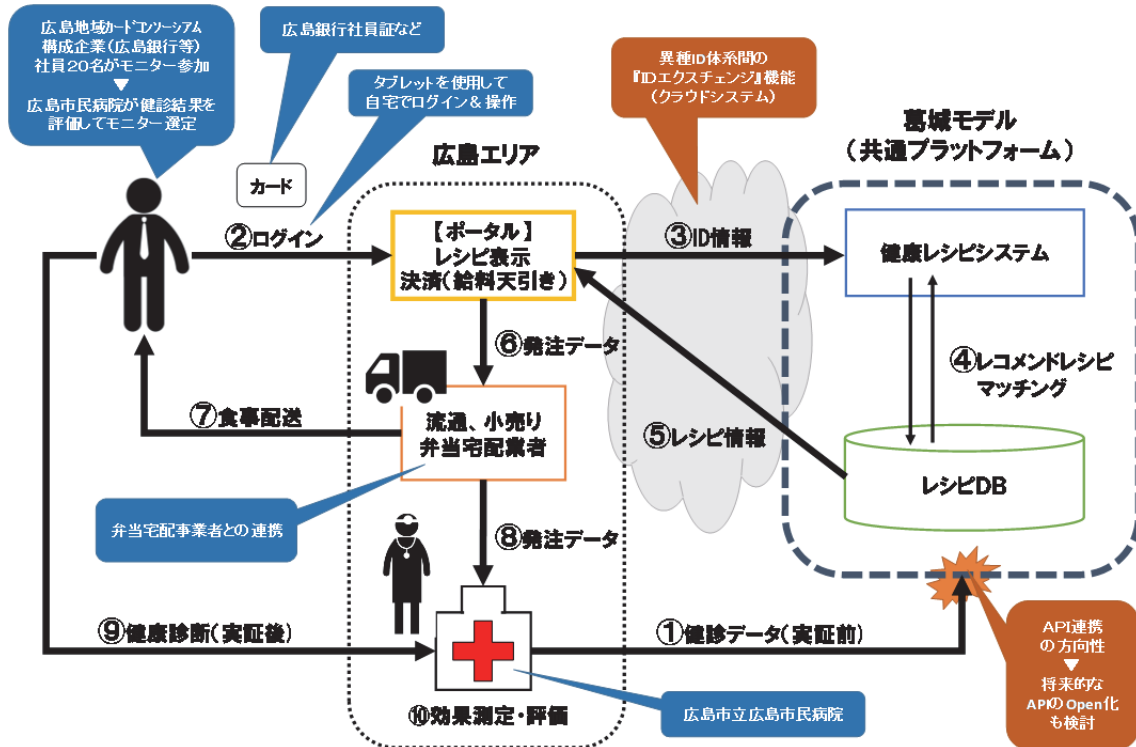 広島地域カードコンソーシアム
構成企業(広島銀行等)
社員20名がモニター参加
広島市民病院が健診結果を
評価してモニター選定
広島銀行社員証など
タブレットを使用して
自宅でログイン&操作
異種ID体系間の
『IDエクスチェンジ』機能
(クラウドシステム)
葛城モデル
(共通プラットフォーム)
広島エリア
カード
②ログイン
【ポータル】
レシピ表示
決済(給料天引き)
③ID情報
健康レシピシステム
⑥発注データ
④レコメンドレシピ
マッチング
⑦食事配送
流通、小売り
弁当宅配業者
⑤レシピ情報
レシピDB
弁当宅配事業者との連携
⑧発注データ
⑨健康診断(実証後)
①健診データ(実証前)
API連携
の方向性
将来的な
APIのOpen化
も検討
⑩効果測定・評価
広島市立広島市民病院